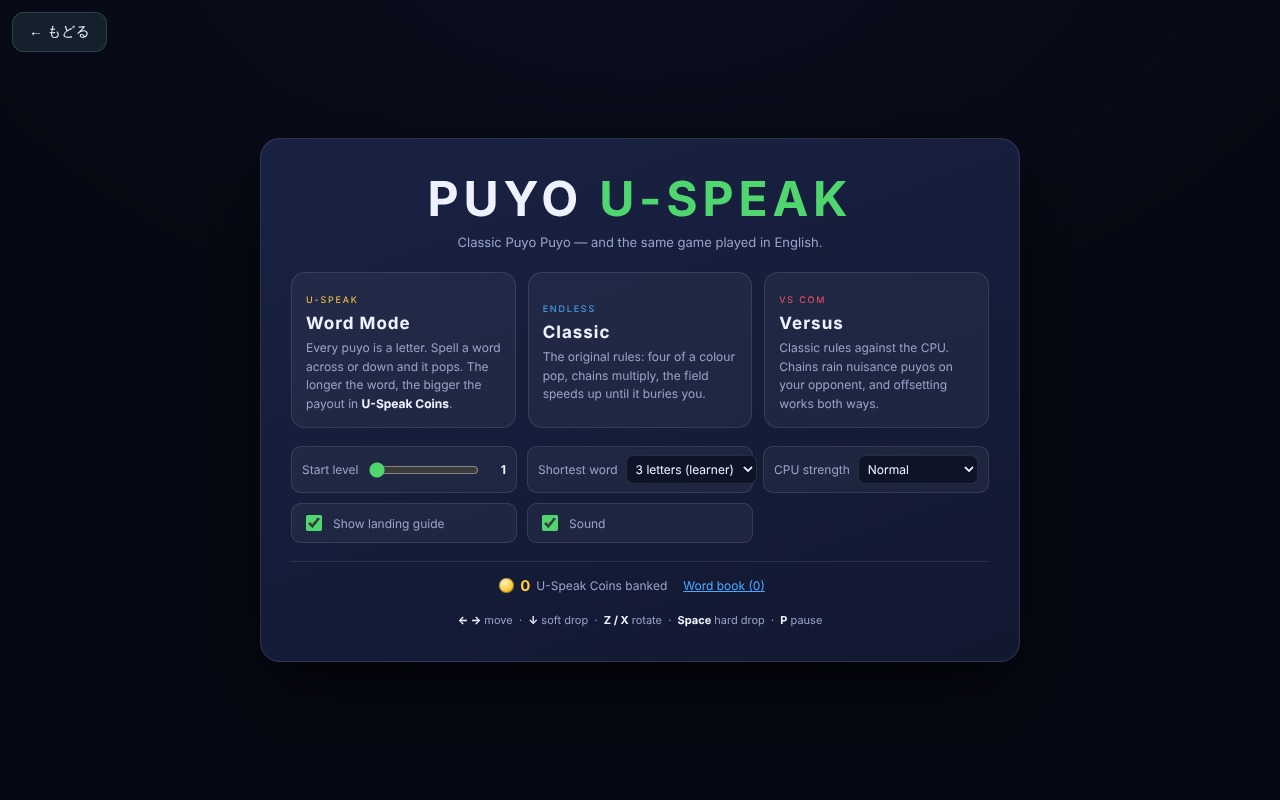 ← もどる
PUYO U-SPEAK
Classic Puyo Puyo — and the same game played in English.
U-SPEAK
Word Mode
Every puyo is a letter. Spell a word
across or down and it pops. The
longer the word, the bigger the
payout in U-Speak Coins.
ENDLESS
Classic
The original rules: four of a colour
pop, chains multiply, the field
speeds up until it buries you.
VS COM
Versus
Classic rules against the CPU.
Chains rain nuisance puyos on
your opponent, and offsetting
works both ways.
Start level 1
Shortest word 3 letters (learner)
CPU strength Normal
Show landing guide
Sound
0 U-Speak Coins banked Word book (0)
← → move · ↓ soft drop · Z / X rotate · Space hard drop · P pause